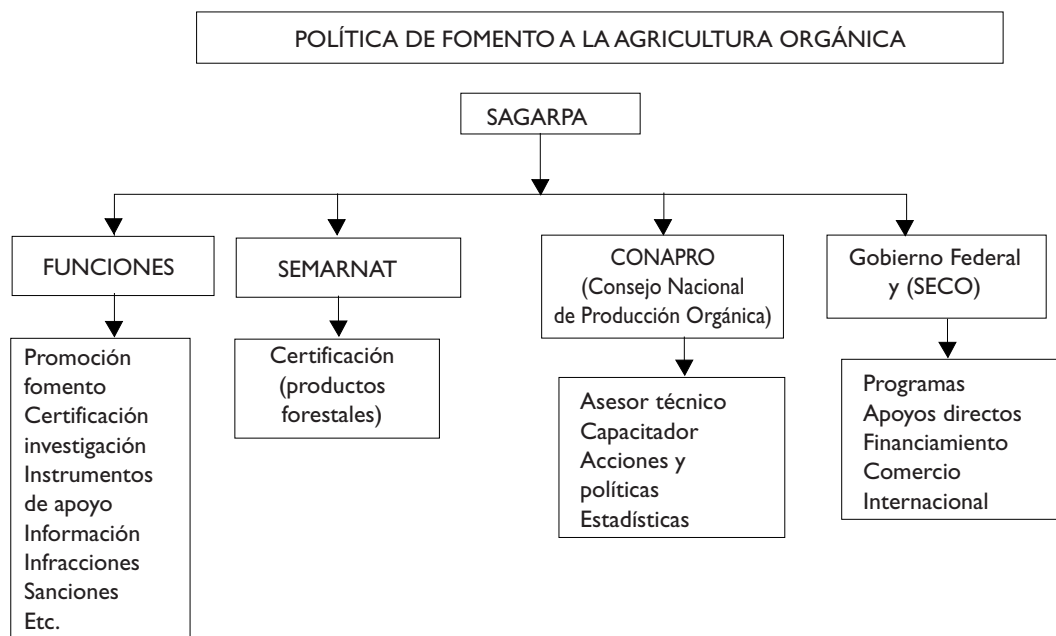 POLÍTICA DE FOMENTO A LA AGRICULTURA ORGÁNICA
SAGARPA
FUNCIONES
Promoción
fomento
Certificación
investigación
Instrumentos
de apoyo
Información
Infracciones
Sanciones
Etc.
SEMARNAT
Certificación
(productos
forestales)
CONAPRO
(Consejo Nacional
de Producción Orgánica)
Asesor técnico
Capacitador
Acciones y
políticas
Estadísticas
Gobierno Federal
y (SECO)
Programas
Apoyos directos
Financiamiento
Comercio
Internacional